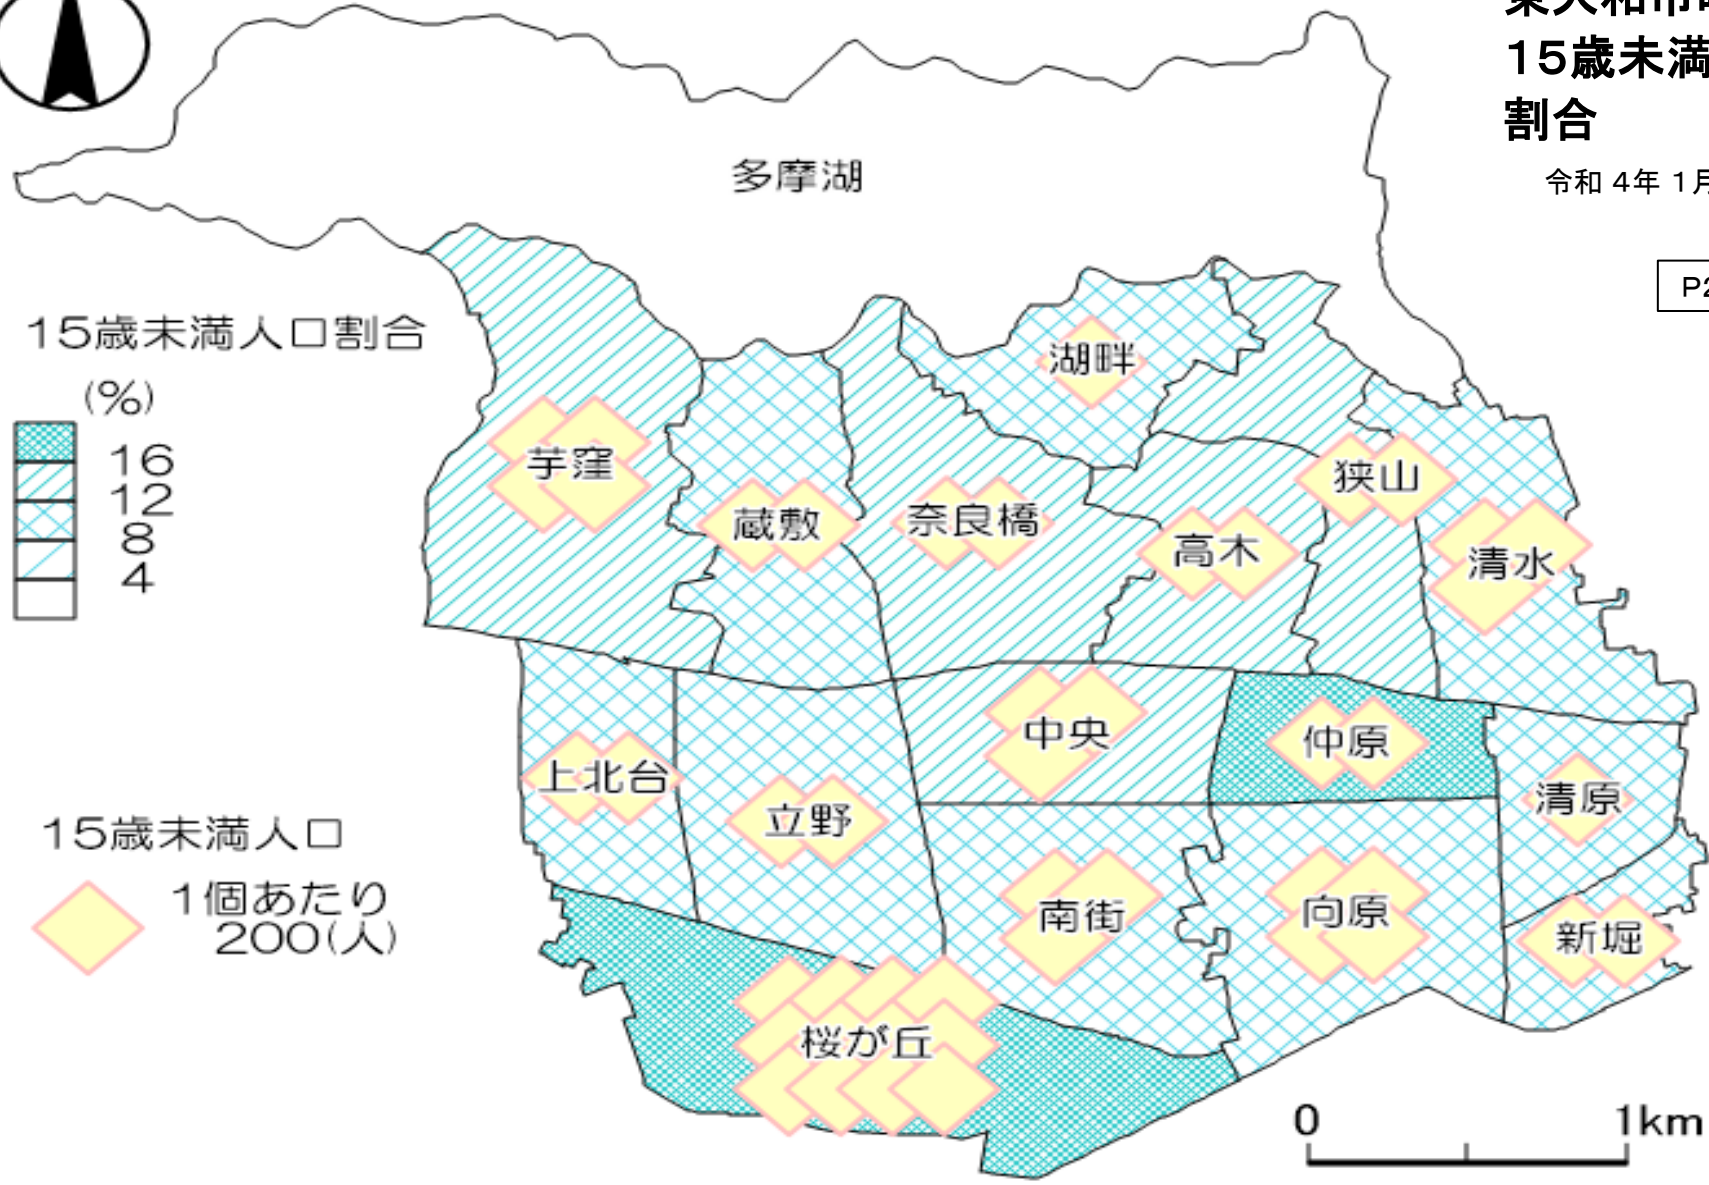 15歳未満
割合
令和 4年 1月
多摩湖
15歳未満人口割合
(%)
16
12
8
4
湖畔
芋窪
蔵敷
奈良橋
高木
狭山
清水
中央
仲原
上北台
立野
清原
南街
向原
新堀
桜が丘
15歳未満人口
1個あたり
200(人)
0 1km